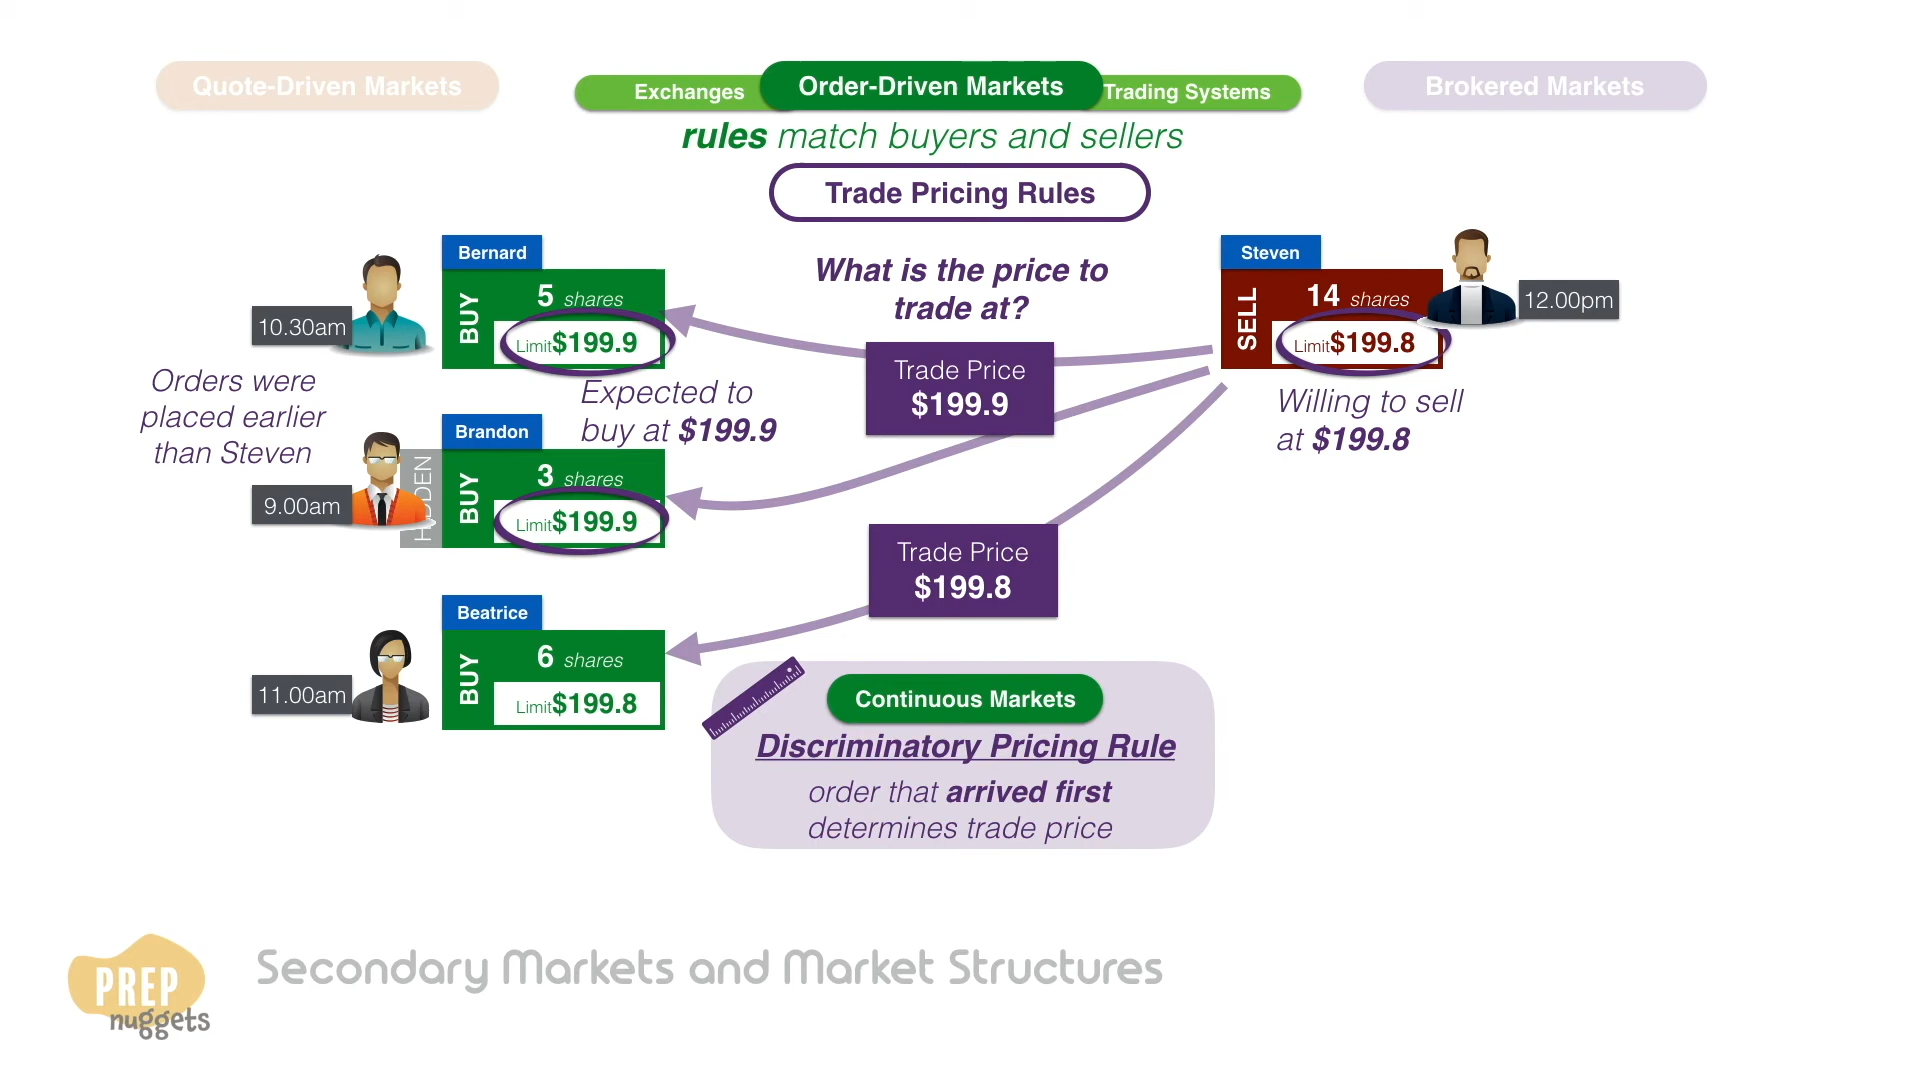 Quote-Driven Markets
Exchanges
Order-Driven Markets
Trading Systems
Brokered Markets
rules match buyers and sellers
Trade Pricing Rules
What is the price to
trade at?
Bernard
10.30am
BUY
5 shares
Limit $199.9
Expected to
buy at $199.9
Orders were
placed earlier
than Steven
Brandon
9.00am
HIDDEN
BUY
3 shares
Limit $199.9
Beatrice
11.00am
BUY
6 shares
Limit $199.8
Trade Price
$199.9
Trade Price
$199.8
Steven
12.00pm
SELL
14 shares
Limit $199.8
Willing to sell
at $199.8
Continuous Markets
Discriminatory Pricing Rule
order that arrived first
determines trade price
PREP
nuggets
Secondary Markets and Market Structures